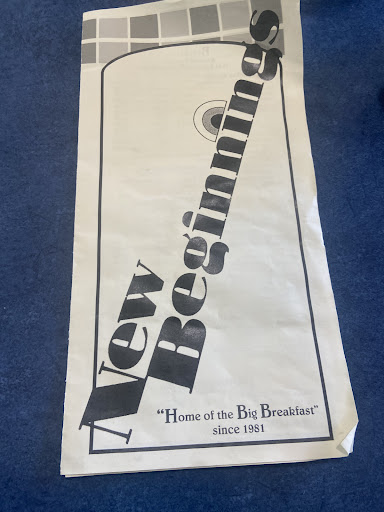 New
Beginnings
"Home of the Big Breakfast"
since 1981